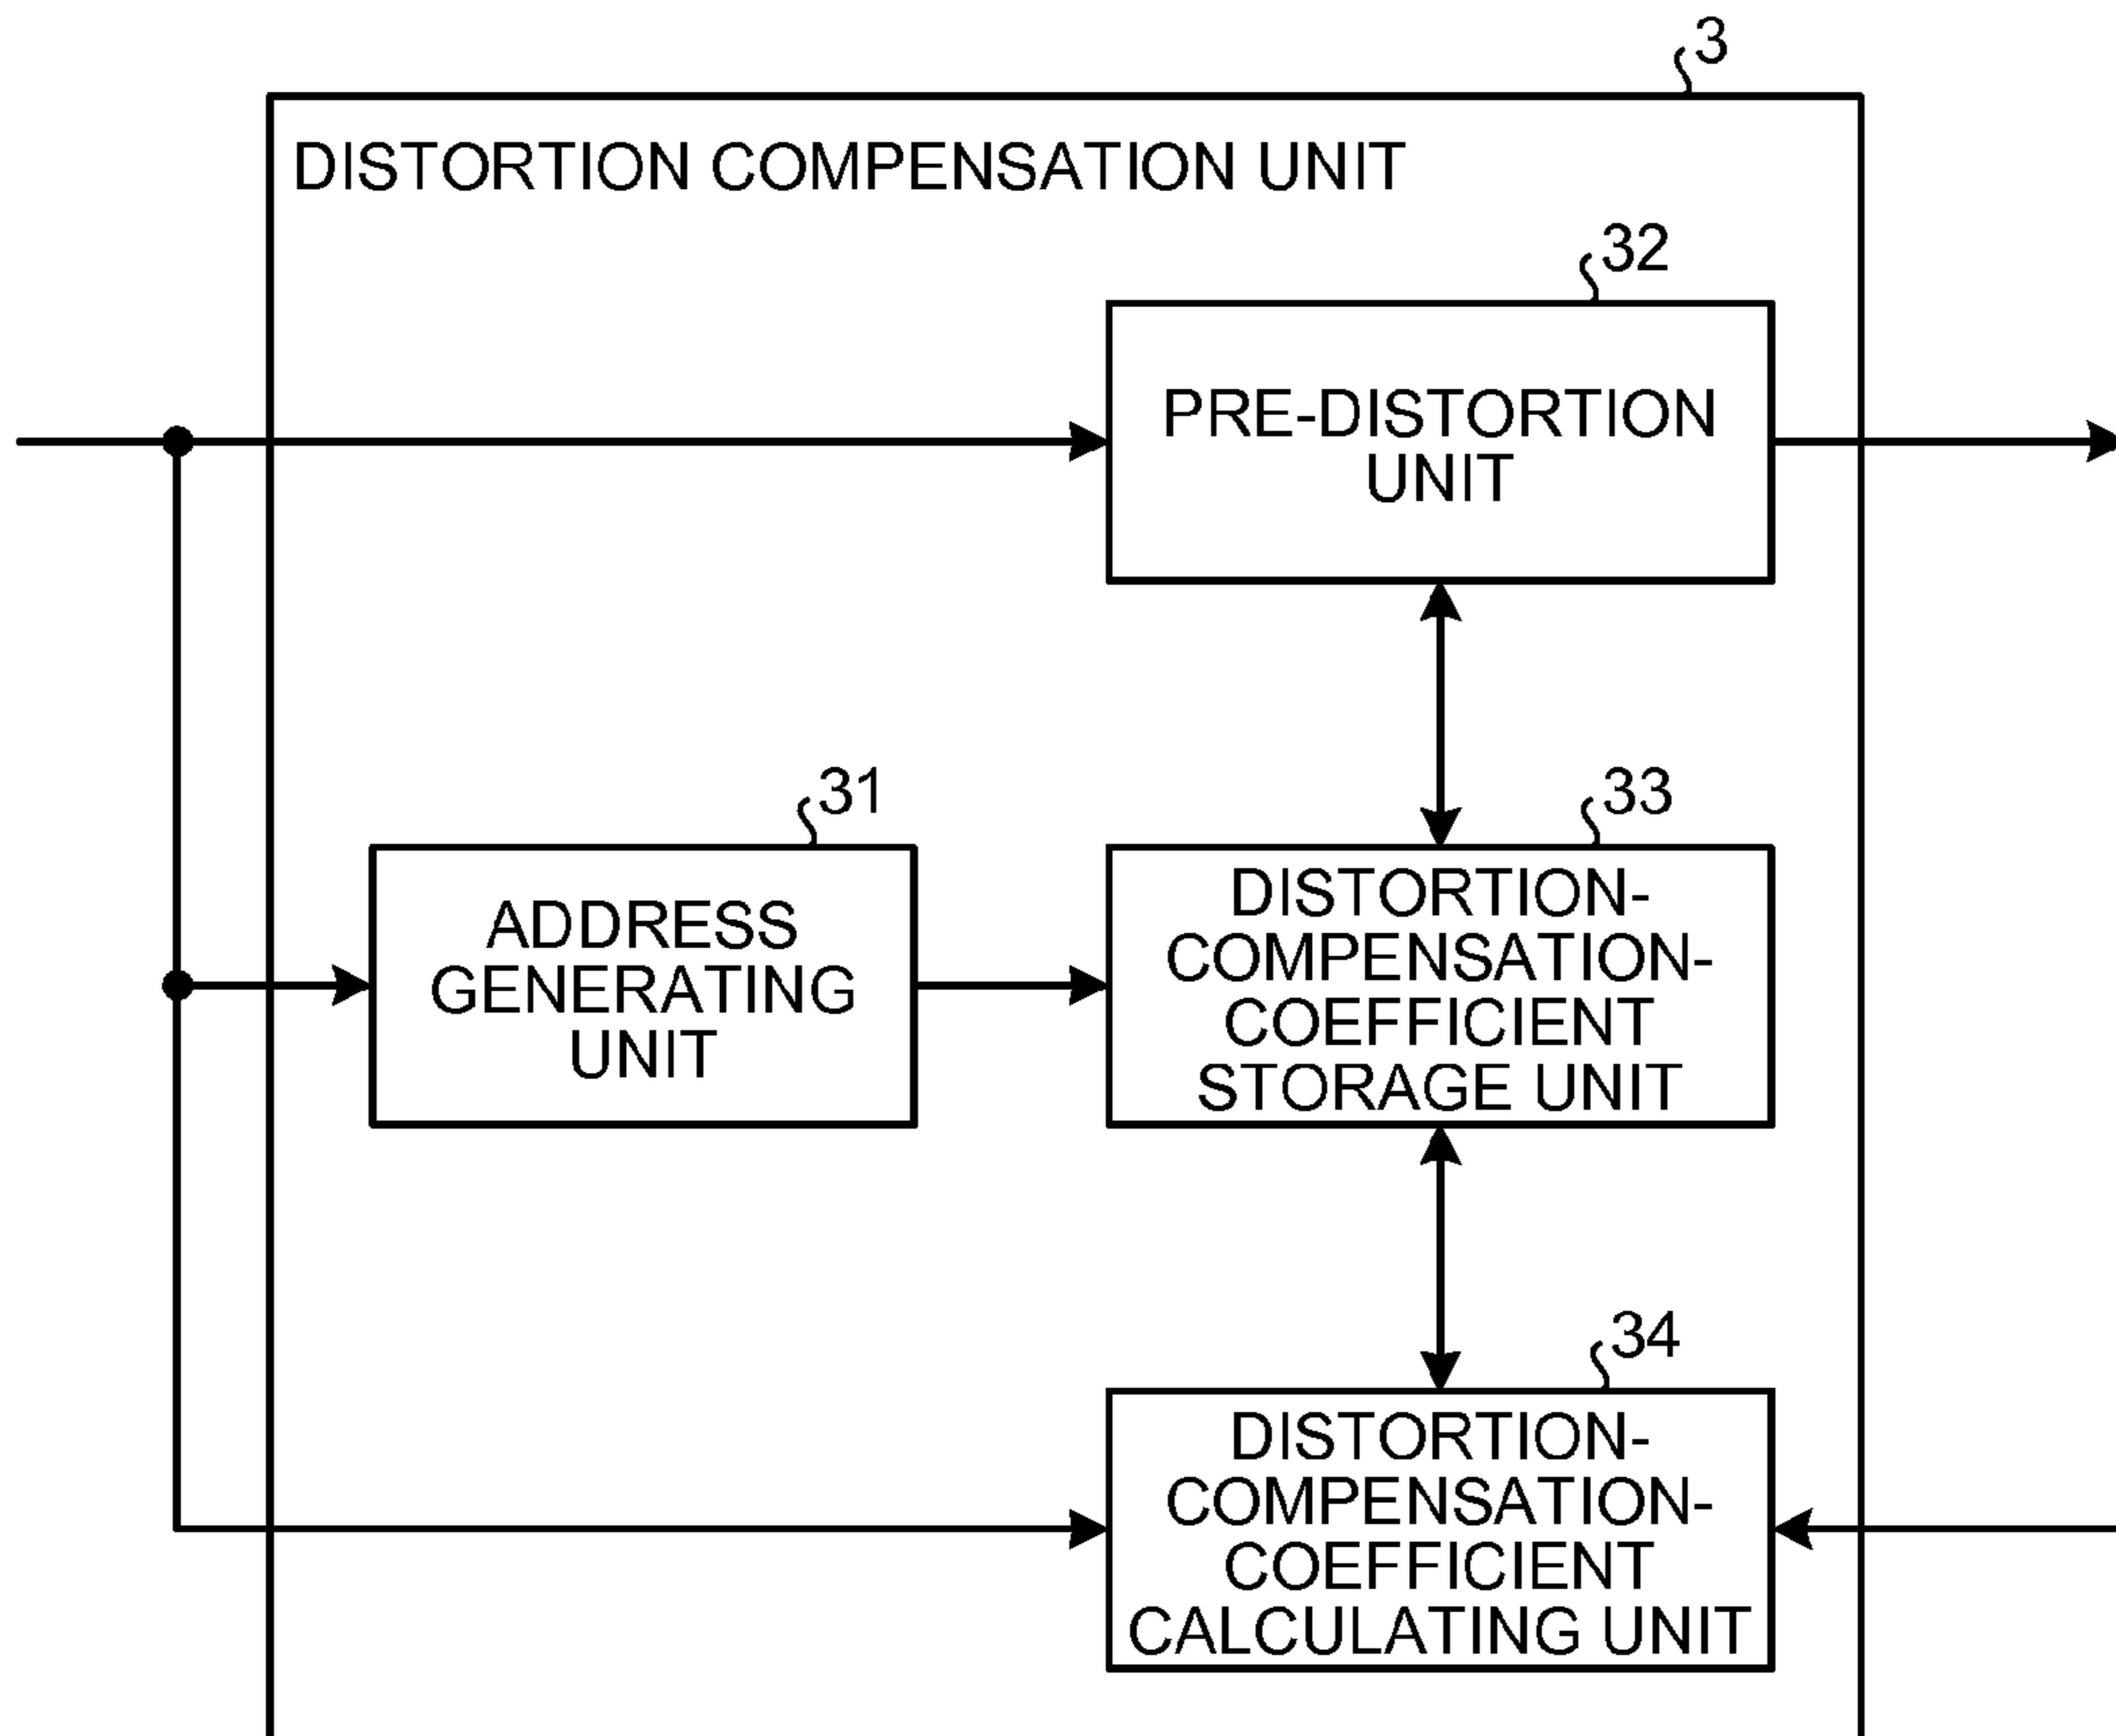 3
DISTORTION COMPENSATION UNIT
32
PRE-DISTORTION
UNIT
31
ADDRESS
GENERATING
UNIT
33
DISTORTION-
COMPENSATION-
COEFFICIENT
STORAGE UNIT
34
DISTORTION-
COMPENSATION-
COEFFICIENT
CALCULATING UNIT